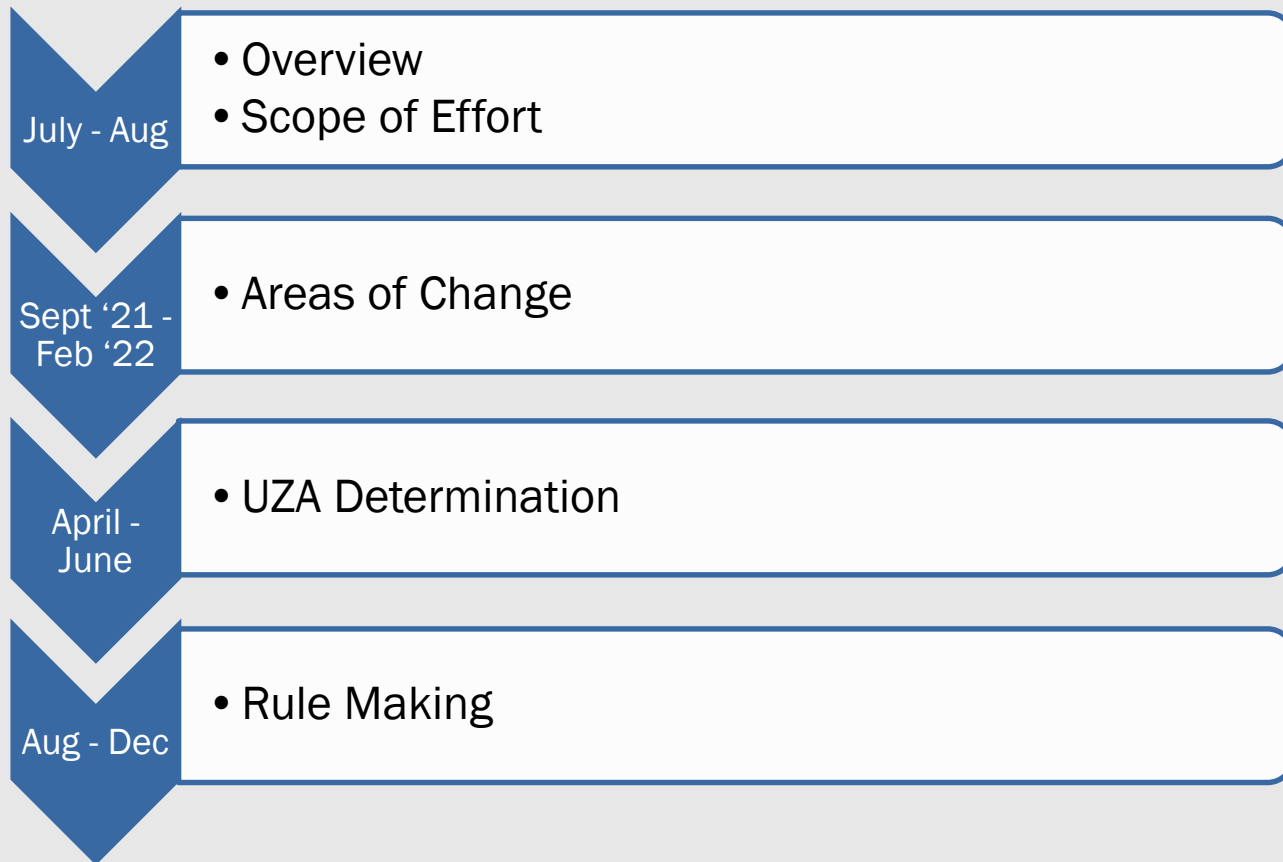 July - Aug
• Overview
• Scope of Effort
Sept ‘21 -
Feb ‘22
• Areas of Change
April -
June
• UZA Determination
Aug - Dec
• Rule Making